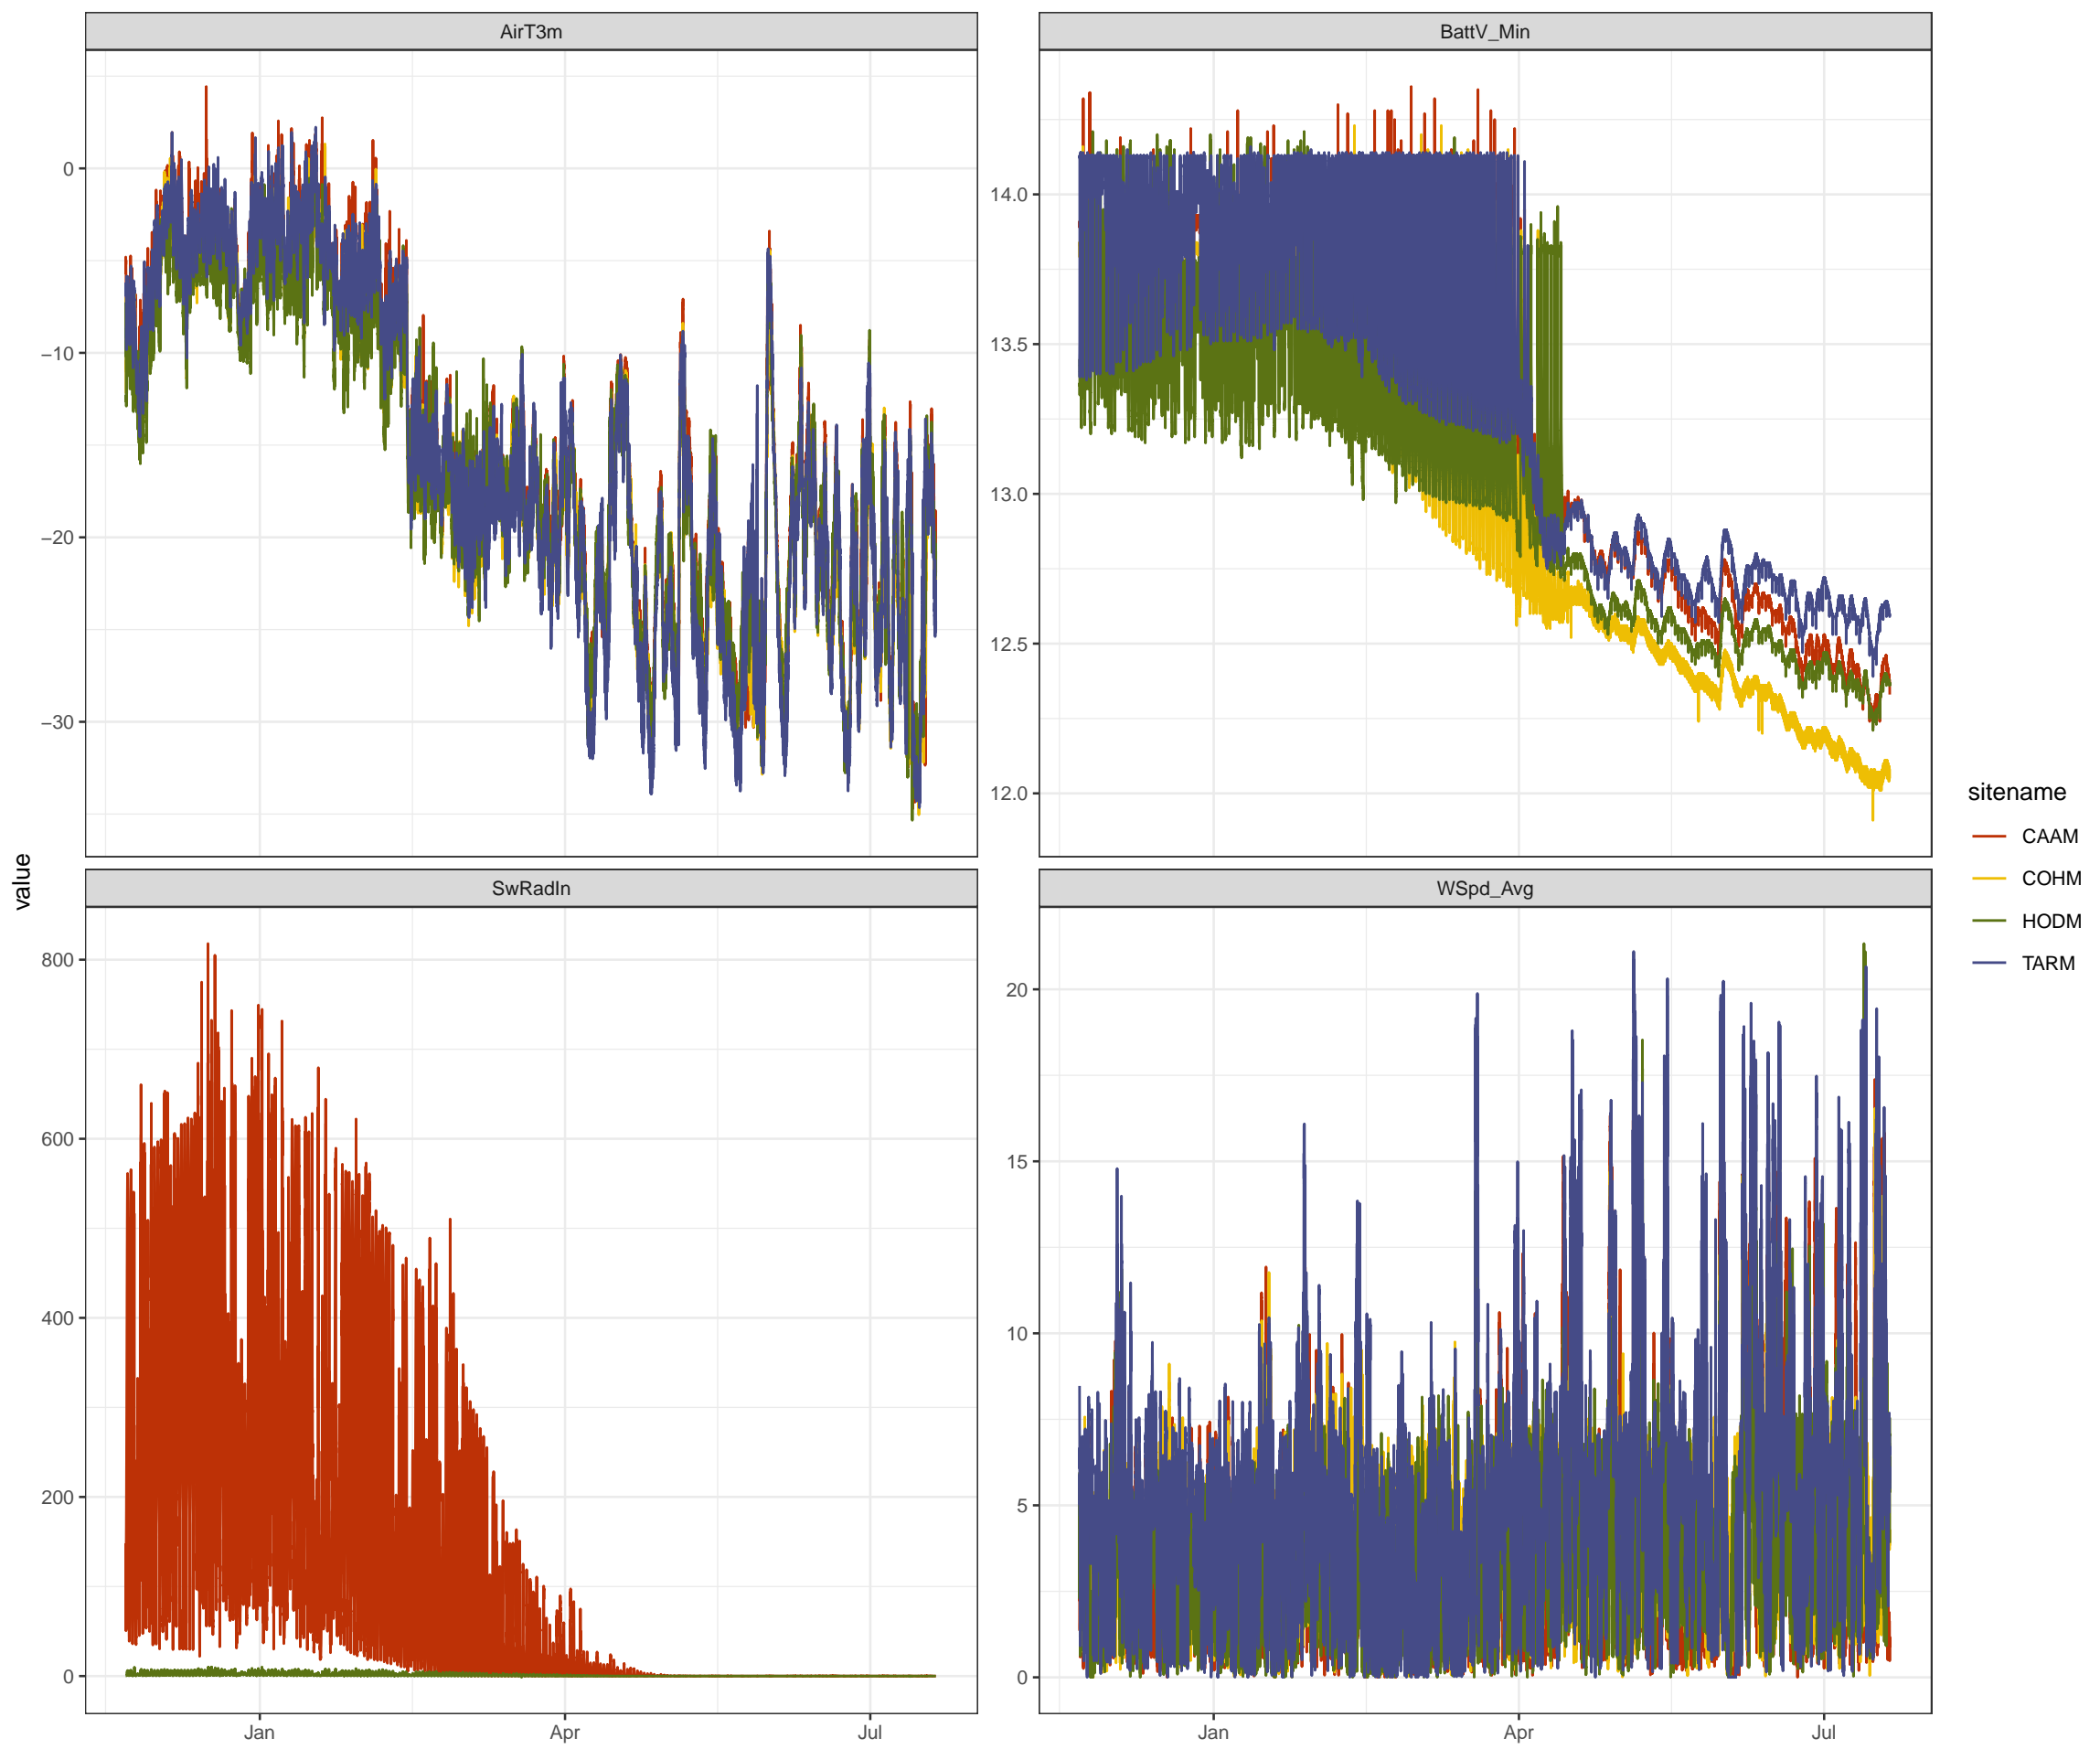 AirT3m
BattV_Min
0
−10
−20
−30
14.0
13.5
13.0
12.5
12.0
SwRadIn
WSpd_Avg
800
600
400
200
0
20
15
10
5
0
Jan
Apr
Jul
Jan
Apr
Jul
value
sitename
CAAM
COHM
HODM
TARM